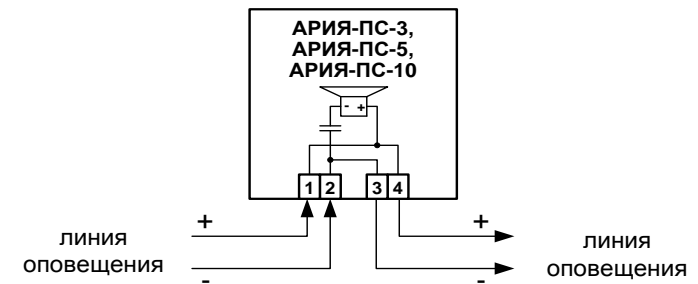 АРИЯ-ПС-3,
АРИЯ-ПС-5,
АРИЯ-ПС-10
- +
1 2 3 4
+ +
линия
оповещения
линия
оповещения
- -